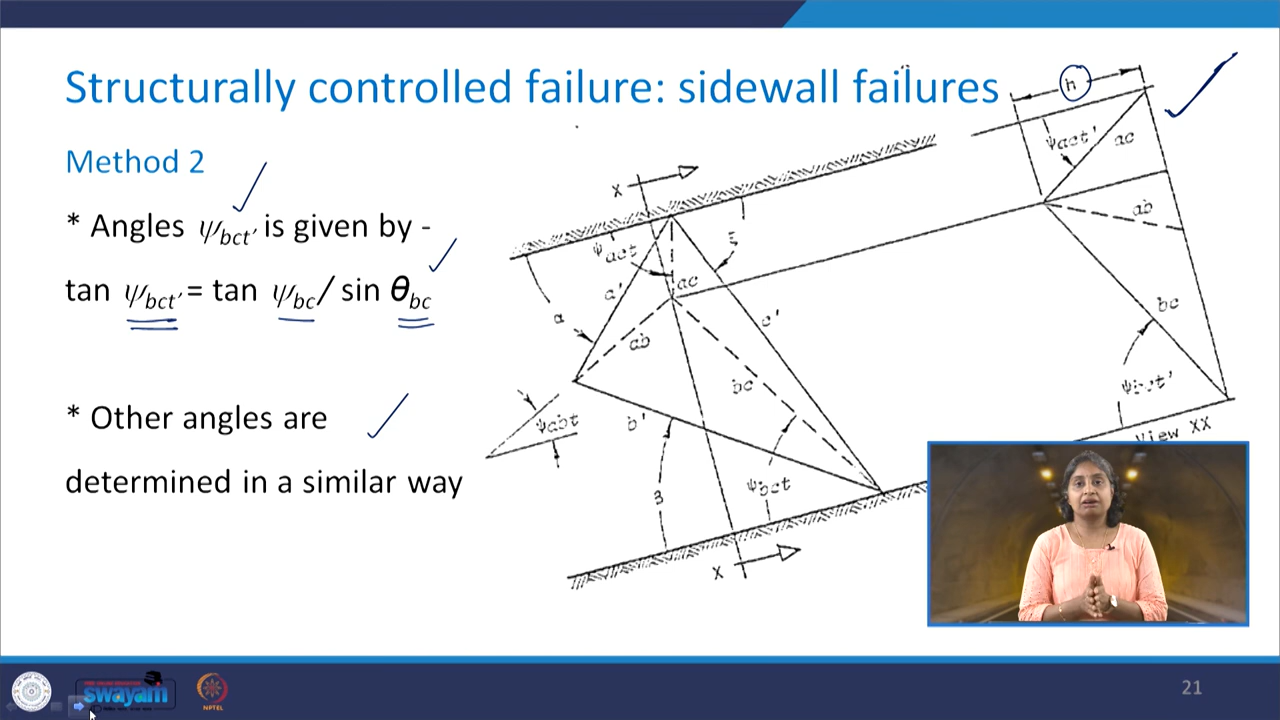 Structurally controlled failure: sidewall failures
Method 2
* Angles ψbct′ is given by -
tan ψbct′ = tan ψbc / sin θbc
* Other angles are
determined in a similar way
h
ψact'
ac
ab
bc
ψbct'
View XX
X
ψact
ξ
ac
a'
α
ab
c'
bc
ψabt
b'
ψbct
X
swayam
NPTEL
21